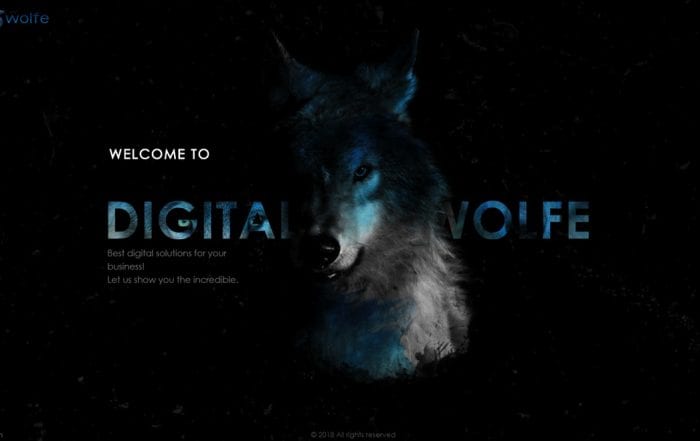 wolfe
WELCOME TO
DIGITAL WOLFE
Best digital solutions for your
business!
Let us show you the incredible.
© 2018 All rights reserved